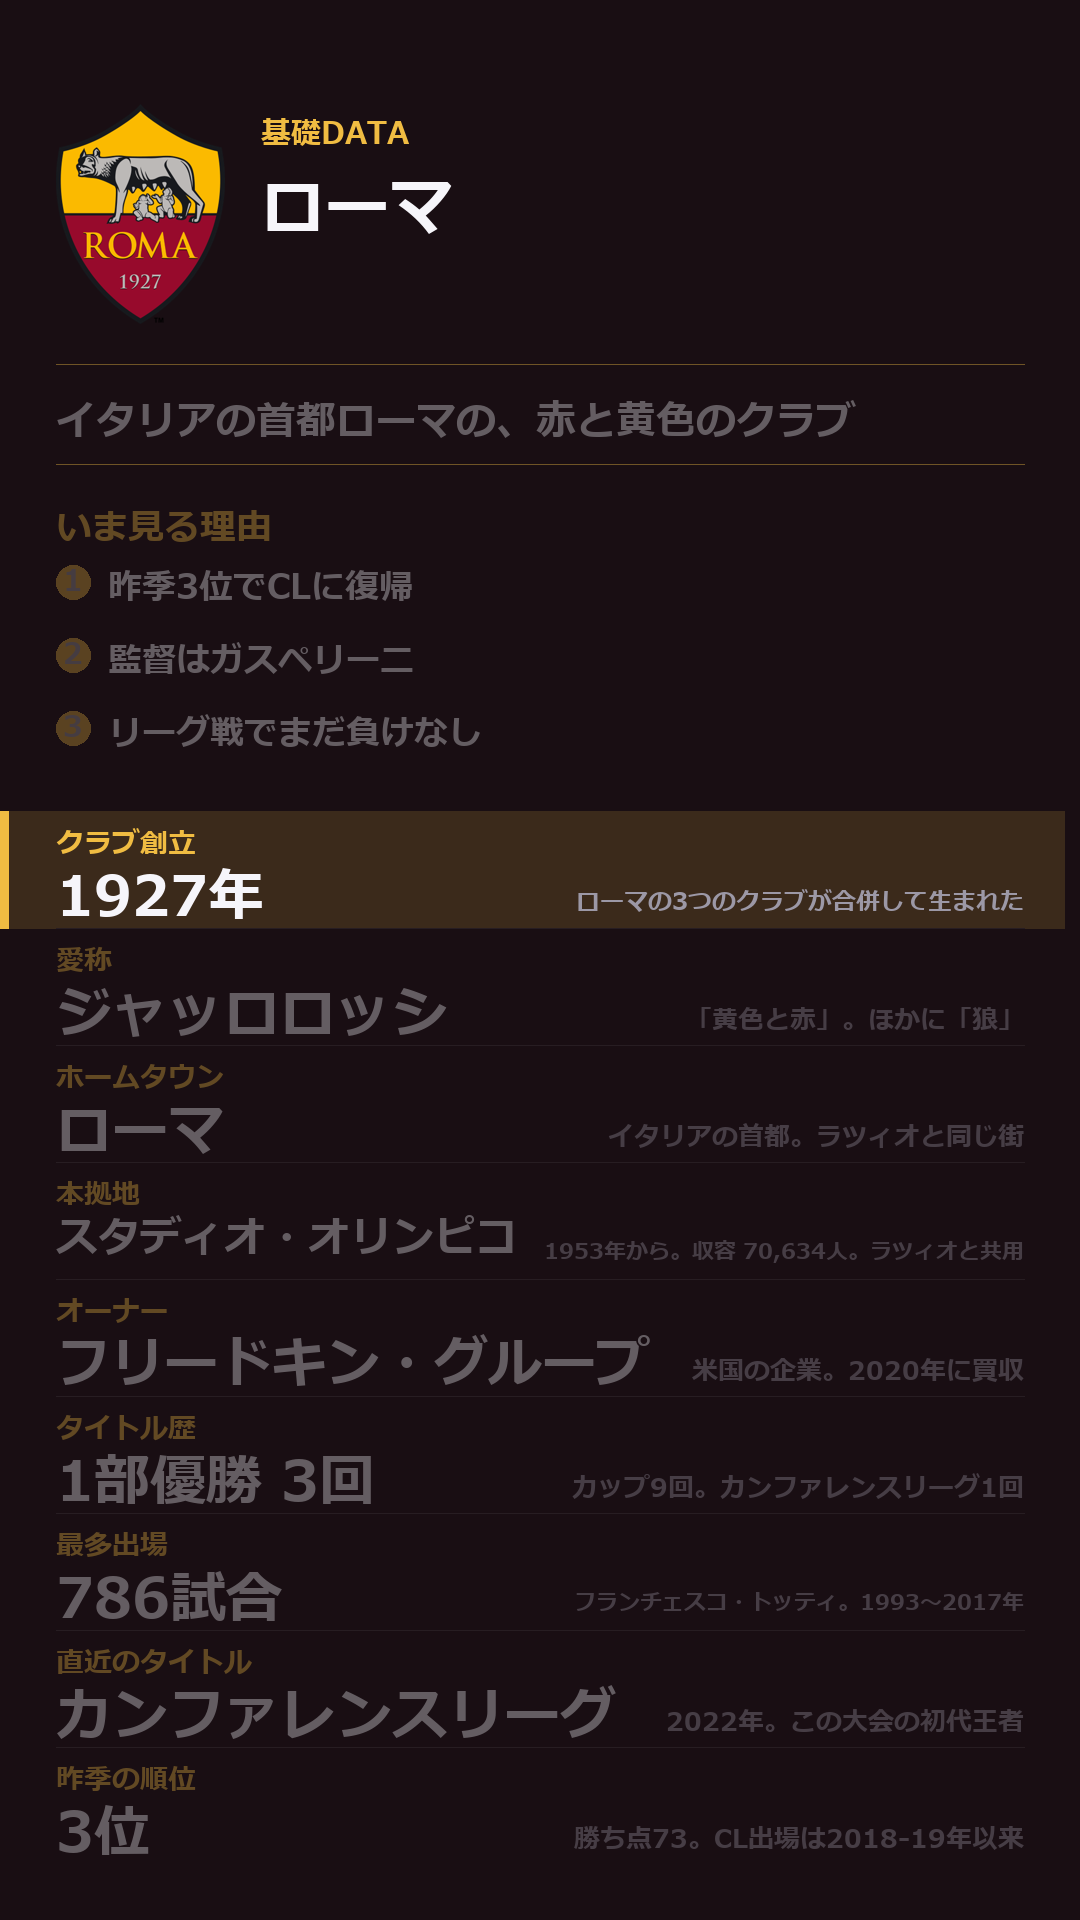 基礎DATA
ローマ
ROMA
1927
TM
イタリアの首都ローマの、赤と黄色のクラブ
いま見る理由
1 昨季3位でCLに復帰
2 監督はガスペリーニ
3 リーグ戦でまだ負けなし
クラブ創立
1927年 ローマの3つのクラブが合併して生まれた
愛称
ジャッロロッシ 「黄色と赤」。ほかに「狼」
ホームタウン
ローマ イタリアの首都。ラツィオと同じ街
本拠地
スタディオ・オリンピコ 1953年から。収容 70,634人。ラツィオと共用
オーナー
フリードキン・グループ 米国の企業。2020年に買収
タイトル歴
1部優勝 3回 カップ9回。カンファレンスリーグ1回
最多出場
786試合 フランチェスコ・トッティ。1993〜2017年
直近のタイトル
カンファレンスリーグ 2022年。この大会の初代王者
昨季の順位
3位 勝ち点73。CL出場は2018-19年以来